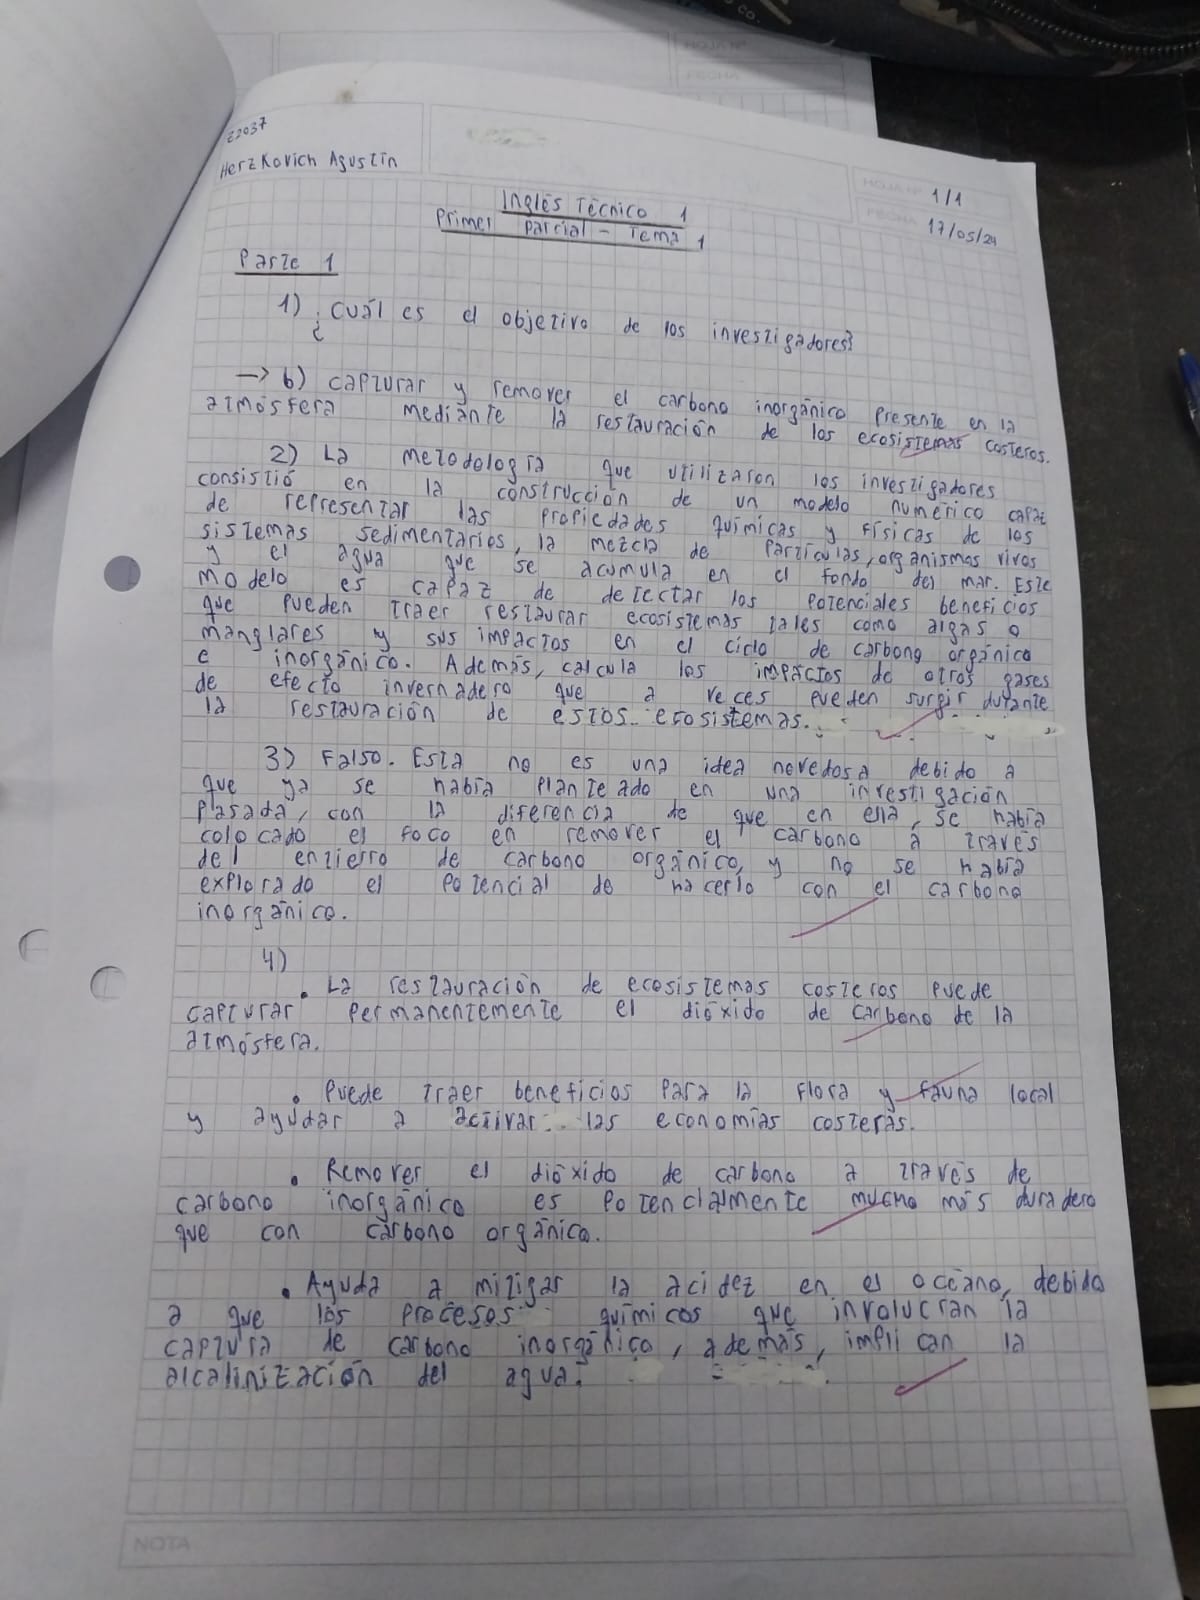 HOJA Nº
FECHA
22037
Herzkovich Agustín
HOJA Nº 1/1
FECHA 17/05/24
Inglés Técnico 1
Primer parcial - Tema 1
Parte 1
1) ¿Cuál es el objetivo de los investigadores?
→ b) capturar y remover el carbono inorgánico presente en la
atmósfera mediante la restauración de los ecosistemas costeros.
2) La metodología que utilizaron los investigadores
consistió en la construcción de un modelo numérico capaz
de representar las propiedades químicas y físicas de los
sistemas sedimentarios, la mezcla de partículas, organismos vivos
y el agua que se acumula en el fondo del mar. Este
modelo es capaz de detectar los potenciales beneficios
que pueden traer restaurar ecosistemas tales como algas o
manglares y sus impactos en el ciclo de carbono orgánico
e inorgánico. Además, calcula los impactos de otros gases
de efecto invernadero que a veces pueden surgir durante
la restauración de estos ecosistemas.
3) Falso. Esta no es una idea novedosa debido a
que ya se había planteado en una investigación
pasada, con la diferencia de que en ella, se había
colocado el foco en remover el carbono a través
del entierro de carbono orgánico, y no se había
explorado el potencial de hacerlo con el carbono
inorgánico.
4)
• La restauración de ecosistemas costeros puede
capturar permanentemente el dióxido de carbono de la
atmósfera.
• Puede traer beneficios para la flora y fauna local
y ayudar a activar las economías costeras.
• Remover el dióxido de carbono a través de
carbono inorgánico es potencialmente mucho más duradero
que con carbono orgánico.
• Ayuda a mitigar la acidez en el océano, debido
a que los procesos químicos que involucran la
captura de carbono inorgánico, además, implican la
alcalinización del agua.
NOTA